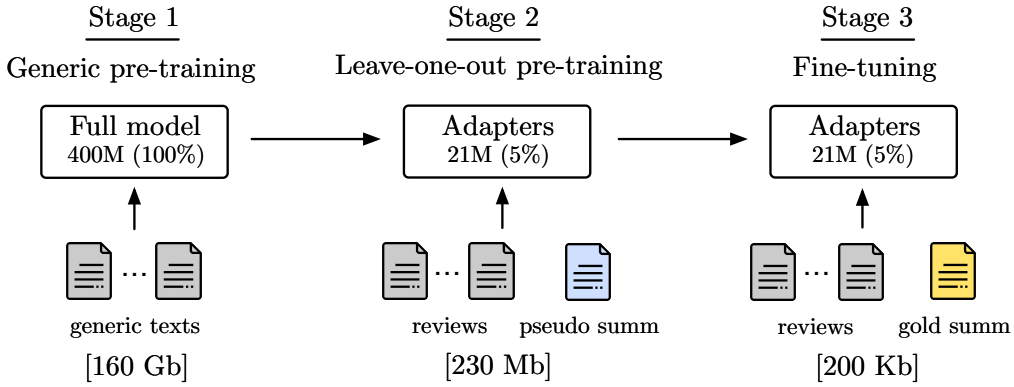 Stage 1
Generic pre-training
Full model
400M (100%)
...
generic texts
[160 Gb]
Stage 2
Leave-one-out pre-training
Adapters
21M (5%)
...
reviews
pseudo summ
[230 Mb]
Stage 3
Fine-tuning
Adapters
21M (5%)
...
reviews
gold summ
[200 Kb]